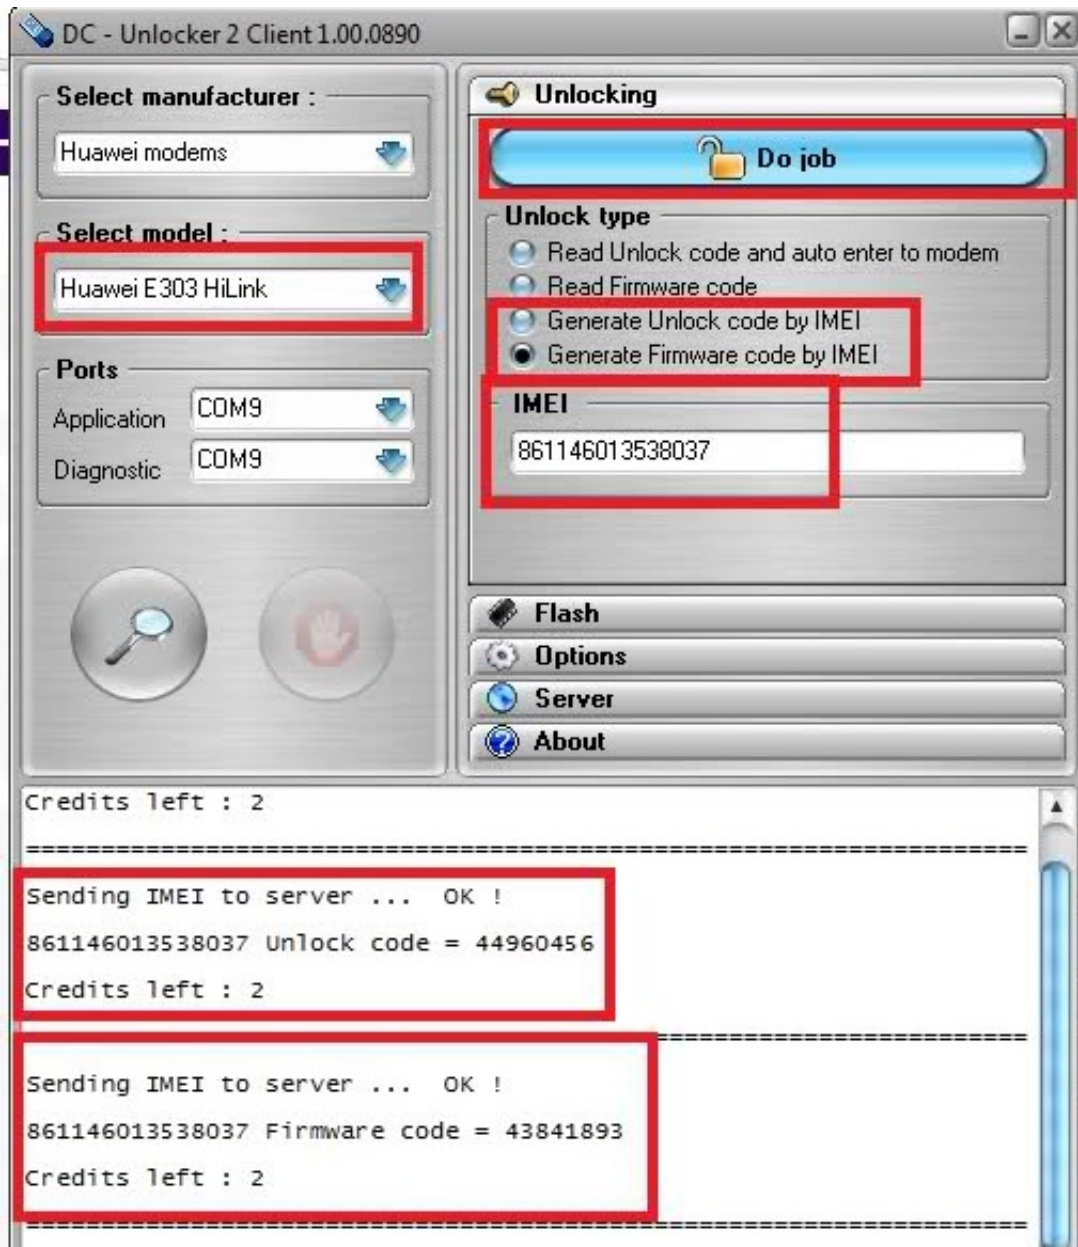 DC - Unlocker 2 Client 1.00.0890
Select manufacturer :
Huawei modems
Select model :
Huawei E303 HiLink
Ports
Application COM9
Diagnostic COM9
Unlocking
Do job
Unlock type
Read Unlock code and auto enter to modem
Read Firmware code
Generate Unlock code by IMEI
Generate Firmware code by IMEI
IMEI
861146013538037
Flash
Options
Server
About
Credits left : 2
===================================================================
Sending IMEI to server ...  OK !
861146013538037 Unlock code = 44960456
Credits left : 2
===================================================================
Sending IMEI to server ...  OK !
861146013538037 Firmware code = 43841893
Credits left : 2
===================================================================